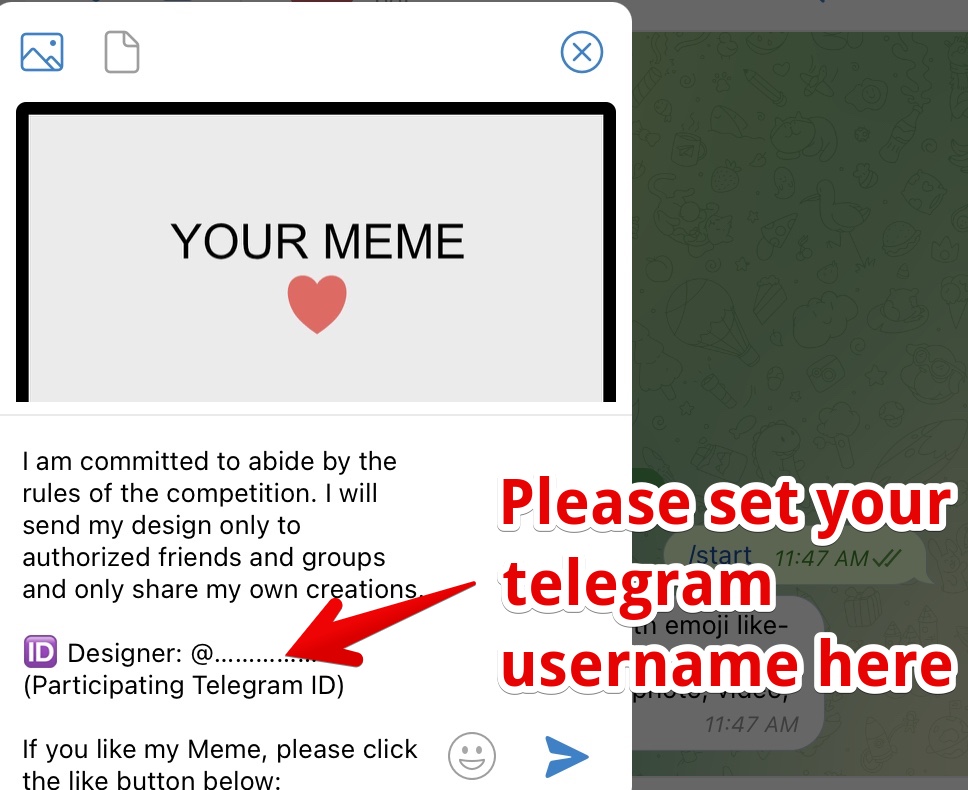 YOUR MEME
I am committed to abide by the
rules of the competition. I will
send my design only to
authorized friends and groups
and only share my own creations.
ID Designer: @……………
(Participating Telegram ID)
If you like my Meme, please click
the like button below:
Please set your
telegram
username here
/start 11:47 AM
emoji like-
photo, video,
11:47 AM